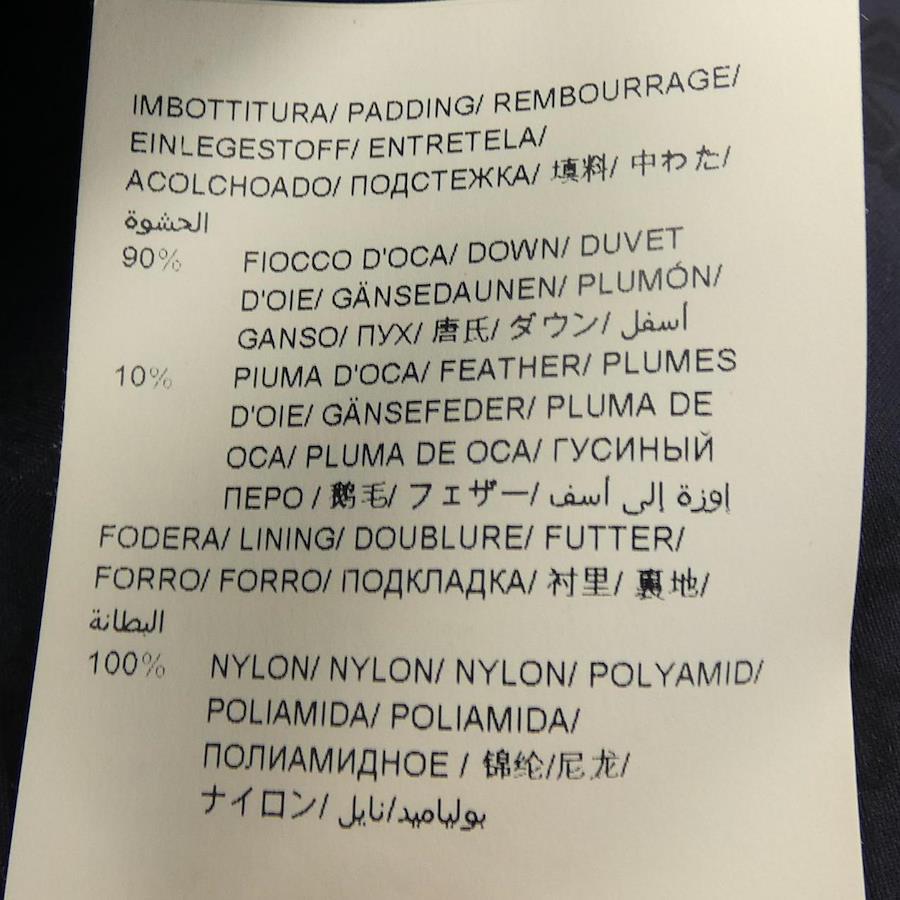 IMBOTTITURA/ PADDING/ REMBOURRAGE/
EINLEGESTOFF/ ENTRETELA/
ACOLCHOADO/ ПОДСТЕЖКА/ 填料/ 中わた/
الحشوة
90% FIOCCO D'OCA/ DOWN/ DUVET
D'OIE/ GÄNSEDAUNEN/ PLUMÓN/
GANSO/ ПУХ/ 唐氏/ ダウン/ أسفل
10% PIUMA D'OCA/ FEATHER/ PLUMES
D'OIE/ GÄNSEFEDER/ PLUMA DE
OCA/ PLUMA DE OCA/ ГУСИНЫЙ
ПЕРО / 鹅毛/ フェザー/ إوزة إلى أسف
FODERA/ LINING/ DOUBLURE/ FUTTER/
FORRO/ FORRO/ ПОДКЛАДКА/ 衬里/ 裏地/
البطانة
100% NYLON/ NYLON/ NYLON/ POLYAMID/
POLIAMIDA/ POLIAMIDA/
ПОЛИАМИДНОЕ / 锦纶/尼龙/
ナイロン/ بولياميد/نايل